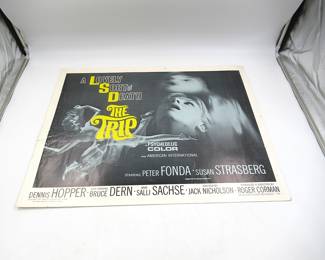 A LOVELY
SORT OF
DEATH
THE
TRIP
PSYCHEDELIC
COLOR
AMERICAN INTERNATIONAL
STARRING PETER FONDA · SUSAN STRASBERG
DENNIS HOPPER BRUCE DERN SALLI SACHSE JACK NICHOLSON ROGER CORMAN